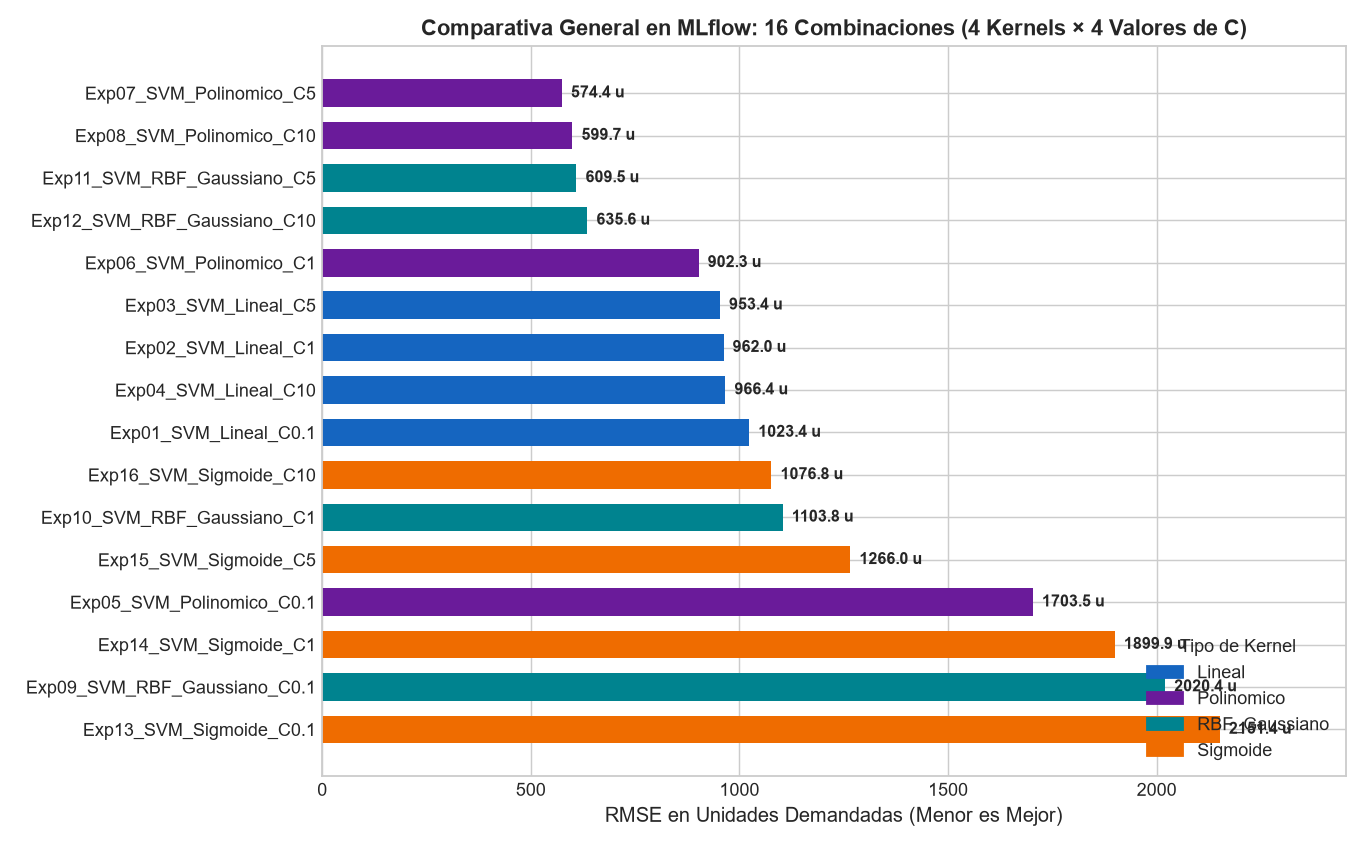 Comparativa General en MLflow: 16 Combinaciones (4 Kernels × 4 Valores de C)
Exp07_SVM_Polinomico_C5 574.4 u
Exp08_SVM_Polinomico_C10 599.7 u
Exp11_SVM_RBF_Gaussiano_C5 609.5 u
Exp12_SVM_RBF_Gaussiano_C10 635.6 u
Exp06_SVM_Polinomico_C1 902.3 u
Exp03_SVM_Lineal_C5 953.4 u
Exp02_SVM_Lineal_C1 962.0 u
Exp04_SVM_Lineal_C10 966.4 u
Exp01_SVM_Lineal_C0.1 1023.4 u
Exp16_SVM_Sigmoide_C10 1076.8 u
Exp10_SVM_RBF_Gaussiano_C1 1103.8 u
Exp15_SVM_Sigmoide_C5 1266.0 u
Exp05_SVM_Polinomico_C0.1 1703.5 u
Exp14_SVM_Sigmoide_C1 1899.9 u
Exp09_SVM_RBF_Gaussiano_C0.1 2020.4 u
Exp13_SVM_Sigmoide_C0.1 2151.4 u
Tipo de Kernel
Lineal
Polinomico
RBF_Gaussiano
Sigmoide
0 500 1000 1500 2000
RMSE en Unidades Demandadas (Menor es Mejor)